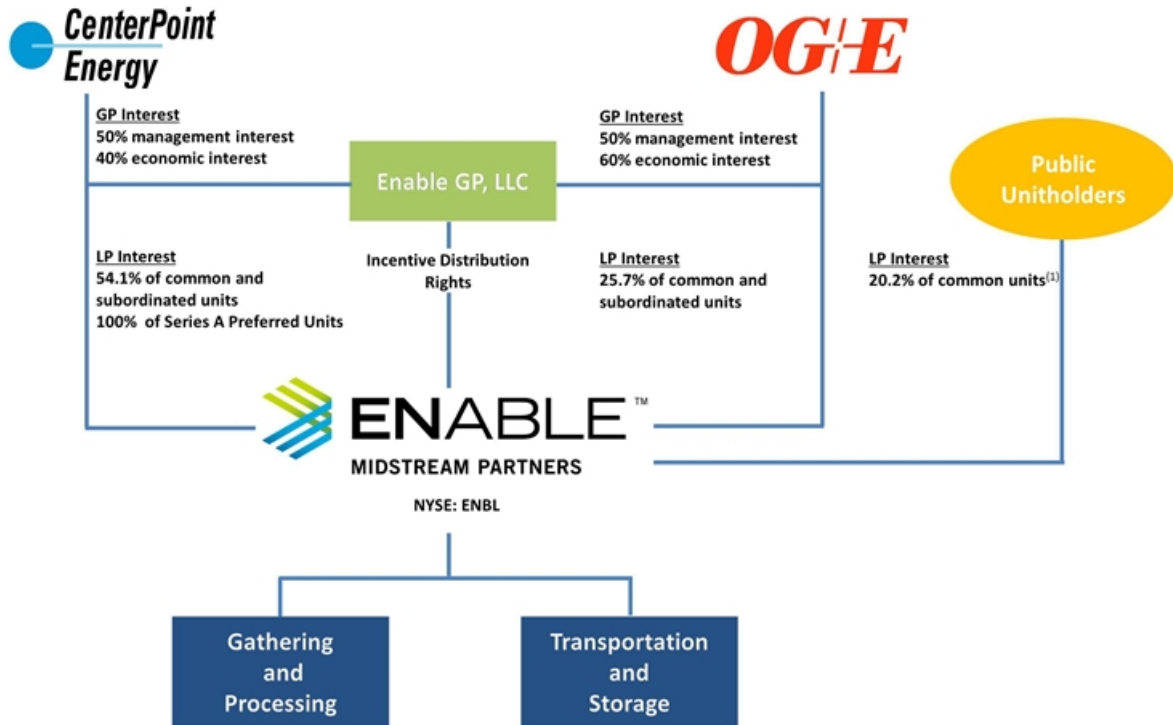 CenterPoint
Energy
OG+E
GP Interest
50% management interest
40% economic interest
GP Interest
50% management interest
60% economic interest
Enable GP, LLC
Public
Unitholders
LP Interest
54.1% of common and
subordinated units
100% of Series A Preferred Units
Incentive Distribution
Rights
LP Interest
25.7% of common and
subordinated units
LP Interest
20.2% of common units(1)
ENABLE™
MIDSTREAM PARTNERS
NYSE: ENBL
Gathering
and
Processing
Transportation
and
Storage